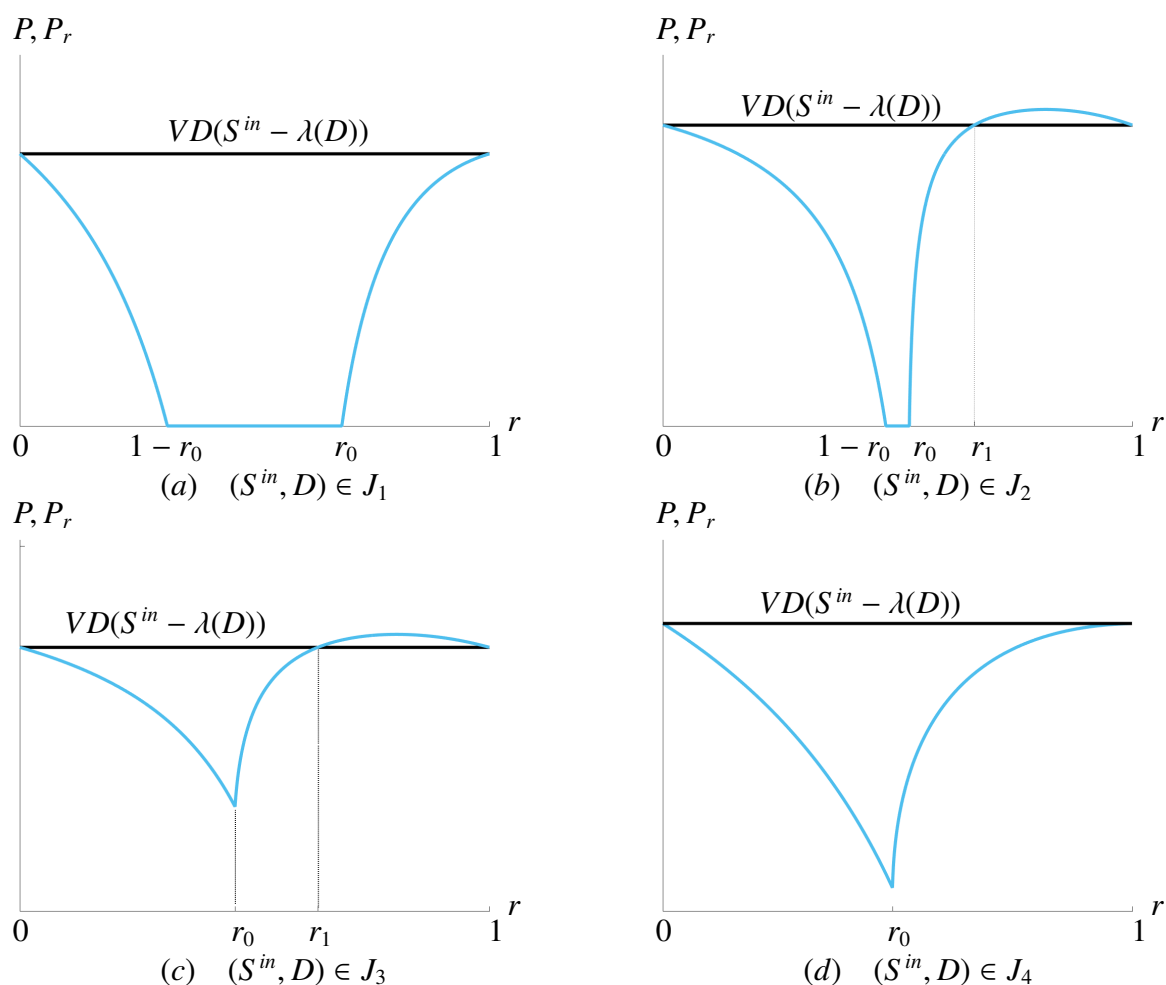 P, P_r
VD(S^{in} − λ(D))
r
0
1 − r_0
r_0
1
(a) (S^{in}, D) ∈ J_1
P, P_r
VD(S^{in} − λ(D))
r
0
1 − r_0
r_0
r_1
1
(b) (S^{in}, D) ∈ J_2
P, P_r
VD(S^{in} − λ(D))
r
0
r_0
r_1
1
(c) (S^{in}, D) ∈ J_3
P, P_r
VD(S^{in} − λ(D))
r
0
r_0
1
(d) (S^{in}, D) ∈ J_4